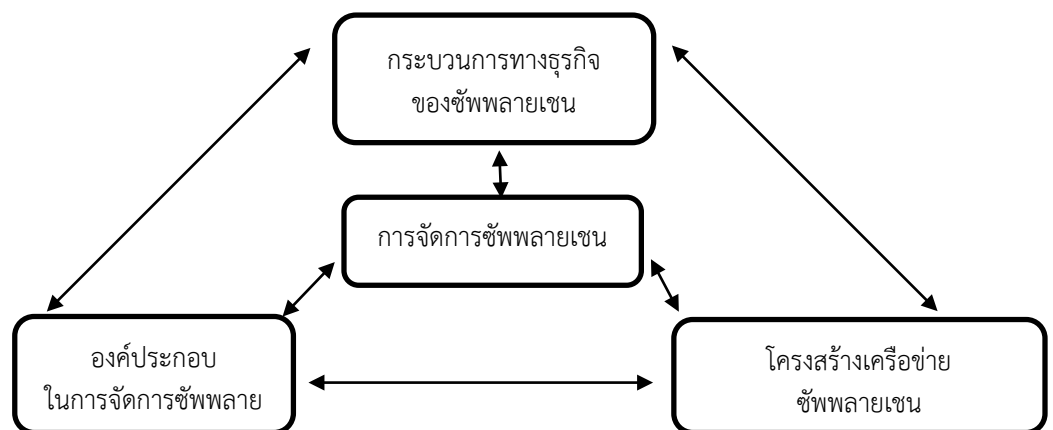 กระบวนการทางธุรกิจ
ของซัพพลายเชน
การจัดการซัพพลายเชน
องค์ประกอบ
ในการจัดการซัพพลาย
โครงสร้างเครือข่าย
ซัพพลายเชน